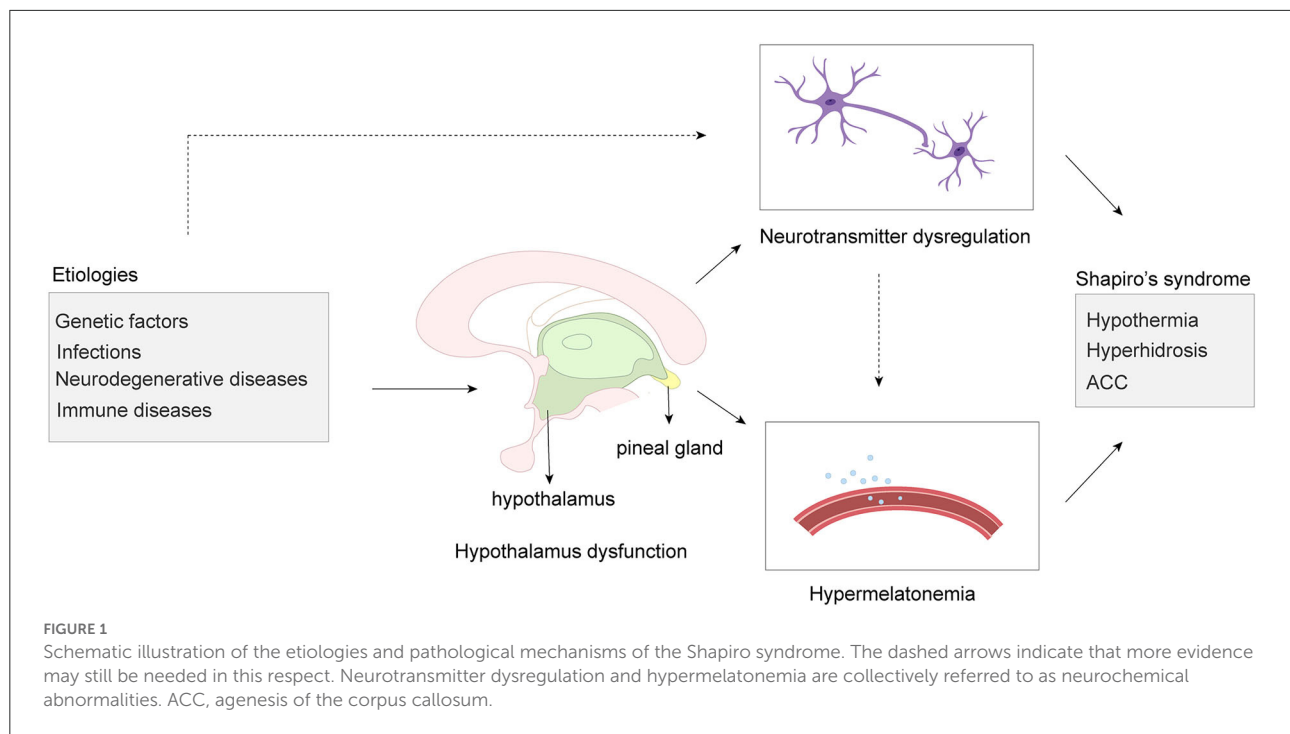 Neurotransmitter dysregulation
Etiologies
Genetic factors
Infections
Neurodegenerative diseases
Immune diseases
Shapiro’s syndrome
Hypothermia
Hyperhidrosis
ACC
pineal gland
hypothalamus
Hypothalamus dysfunction
Hypermelatonemia
FIGURE 1
Schematic illustration of the etiologies and pathological mechanisms of the Shapiro syndrome. The dashed arrows indicate that more evidence
may still be needed in this respect. Neurotransmitter dysregulation and hypermelatonemia are collectively referred to as neurochemical
abnormalities. ACC, agenesis of the corpus callosum.